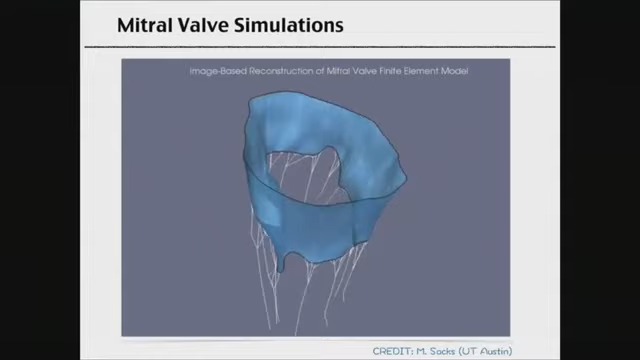 Mitral Valve Simulations
Image-Based Reconstruction of Mitral Valve Finite Element Model
CREDIT: M. Sacks (UT Austin)